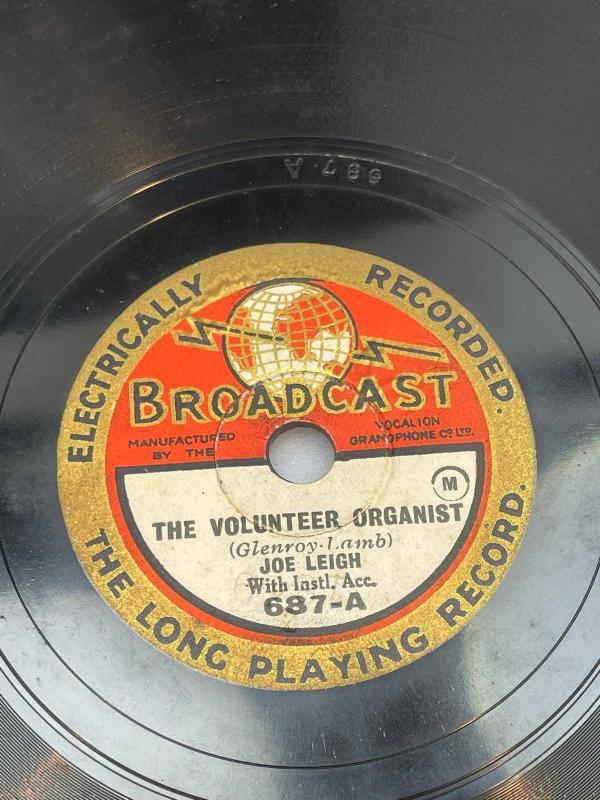 687 A
ELECTRICALLY RECORDED.
BROADCAST
MANUFACTURED BY THE
VOCALION GRAMOPHONE CO LTD.
M
THE VOLUNTEER ORGANIST
(Glenroy-Lamb)
JOE LEIGH
With Instl. Acc.
687-A
THE LONG PLAYING RECORD.